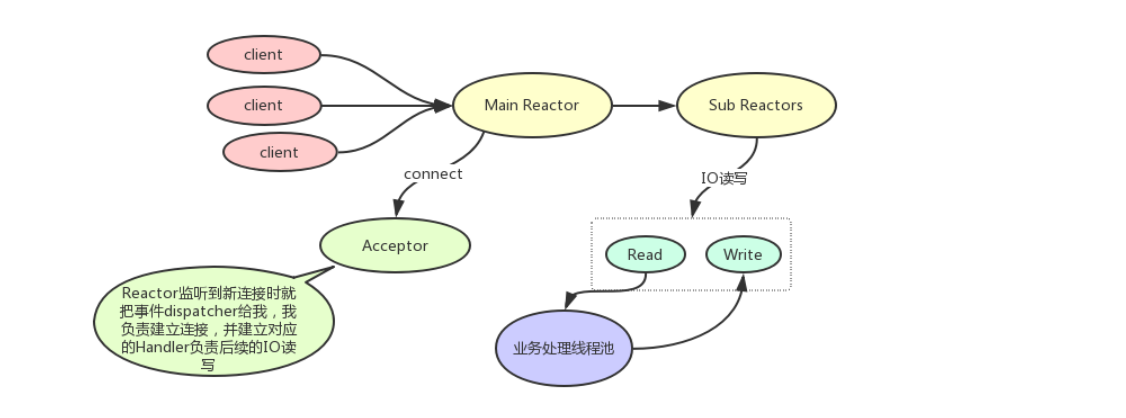 client
client
client
Main Reactor
Sub Reactors
connect
IO读写
Acceptor
Read
Write
Reactor监听到新连接时就
把事件dispatcher给我，我
负责建立连接，并建立对应
的Handler负责后续的IO读
写
业务处理线程池